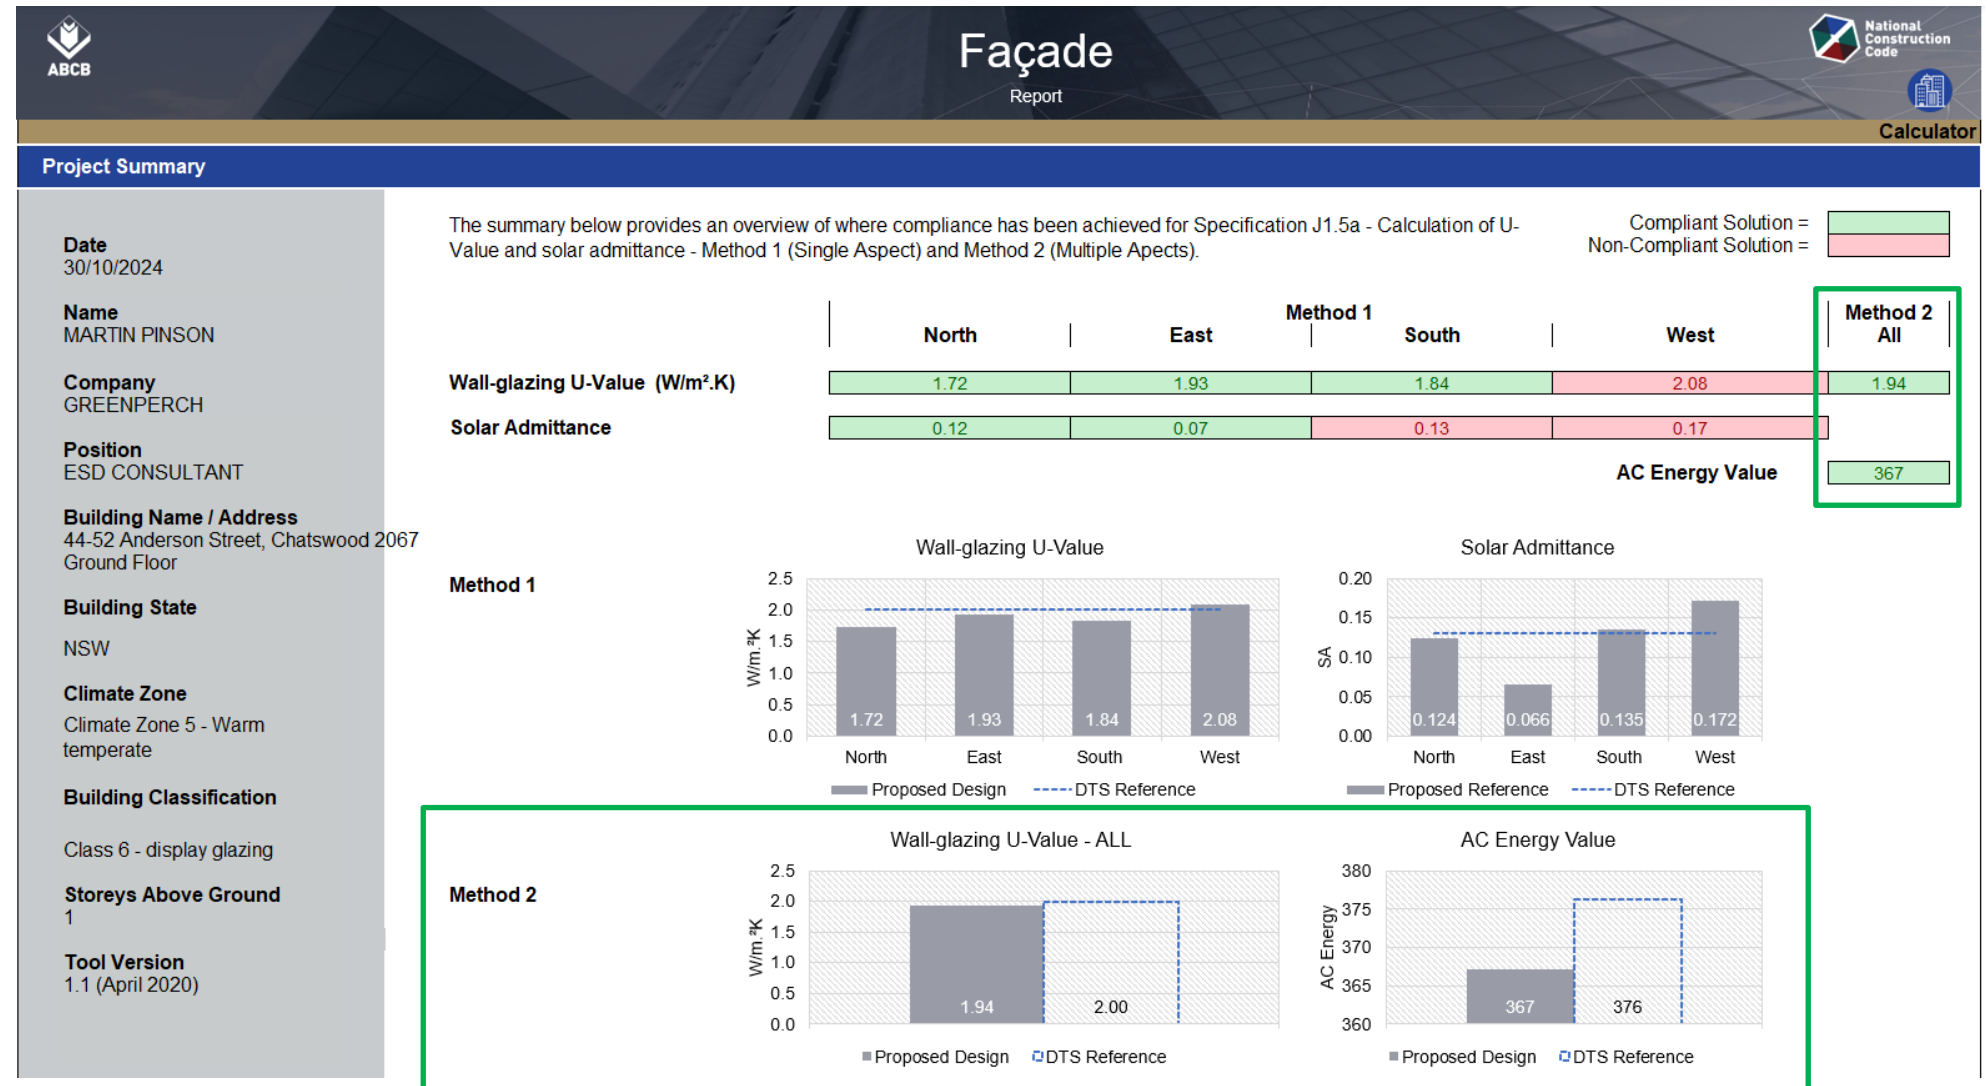 ABCB
Façade
Report
National
Construction
Code
Calculator
Project Summary
Date
30/10/2024
Name
MARTIN PINSON
Company
GREENPERCH
Position
ESD CONSULTANT
Building Name / Address
44-52 Anderson Street, Chatswood 2067
Ground Floor
Building State
NSW
Climate Zone
Climate Zone 5 - Warm
temperate
Building Classification
Class 6 - display glazing
Storeys Above Ground
1
Tool Version
1.1 (April 2020)
The summary below provides an overview of where compliance has been achieved for Specification J1.5a - Calculation of U-
Value and solar admittance - Method 1 (Single Aspect) and Method 2 (Multiple Apects).
Compliant Solution =
Non-Compliant Solution =
Method 1 Method 2
North East South West All
Wall-glazing U-Value (W/m².K) 1.72 1.93 1.84 2.08 1.94
Solar Admittance 0.12 0.07 0.13 0.17
AC Energy Value 367
Method 1
Wall-glazing U-Value
W/m.²K
2.5
2.0
1.5
1.0
0.5
0.0
1.72 1.93 1.84 2.08
North East South West
Proposed Design DTS Reference
Solar Admittance
SA
0.20
0.15
0.10
0.05
0.00
0.124 0.066 0.135 0.172
North East South West
Proposed Reference DTS Reference
Method 2
Wall-glazing U-Value - ALL
W/m.²K
2.5
2.0
1.5
1.0
0.5
0.0
1.94 2.00
Proposed Design DTS Reference
AC Energy Value
AC Energy
380
375
370
365
360
367 376
Proposed Design DTS Reference